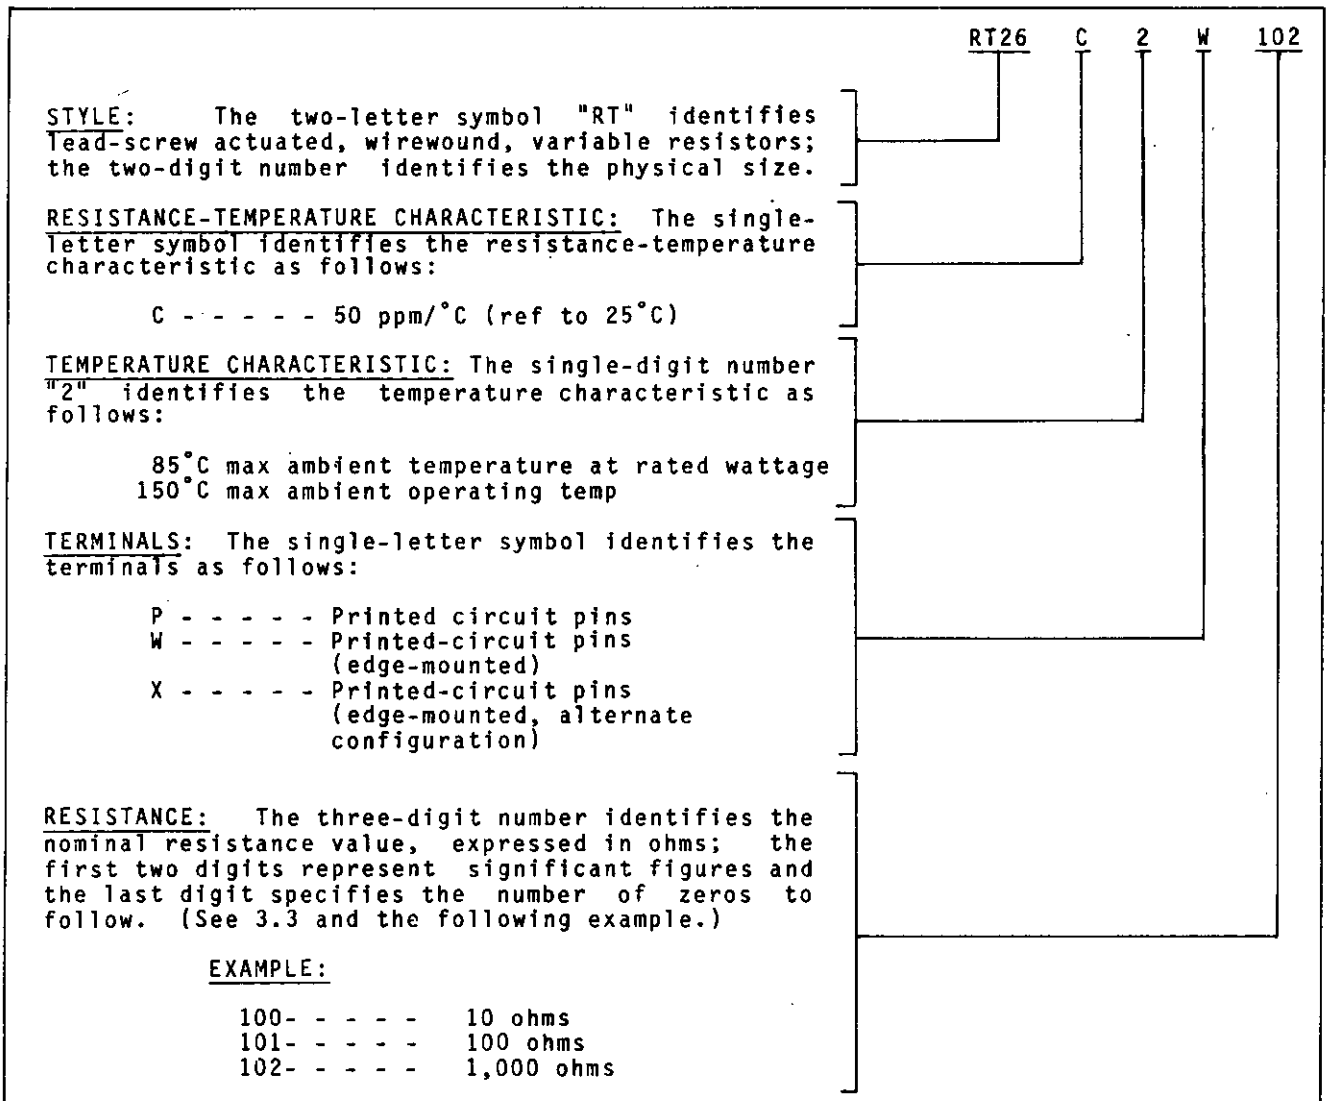 RT26 C 2 W 102
STYLE: The two-letter symbol "RT" identifies
lead-screw actuated, wirewound, variable resistors;
the two-digit number identifies the physical size.
RESISTANCE-TEMPERATURE CHARACTERISTIC: The single-
letter symbol identifies the resistance-temperature
characteristic as follows:
C - - - - - 50 ppm/°C (ref to 25°C)
TEMPERATURE CHARACTERISTIC: The single-digit number
"2" identifies the temperature characteristic as
follows:
85°C max ambient temperature at rated wattage
150°C max ambient operating temp
TERMINALS: The single-letter symbol identifies the
terminals as follows:
P - - - - - Printed circuit pins
W - - - - - Printed-circuit pins
(edge-mounted)
X - - - - - Printed-circuit pins
(edge-mounted, alternate
configuration)
RESISTANCE: The three-digit number identifies the
nominal resistance value, expressed in ohms; the
first two digits represent significant figures and
the last digit specifies the number of zeros to
follow. (See 3.3 and the following example.)
EXAMPLE:
100- - - - - 10 ohms
101- - - - - 100 ohms
102- - - - - 1,000 ohms